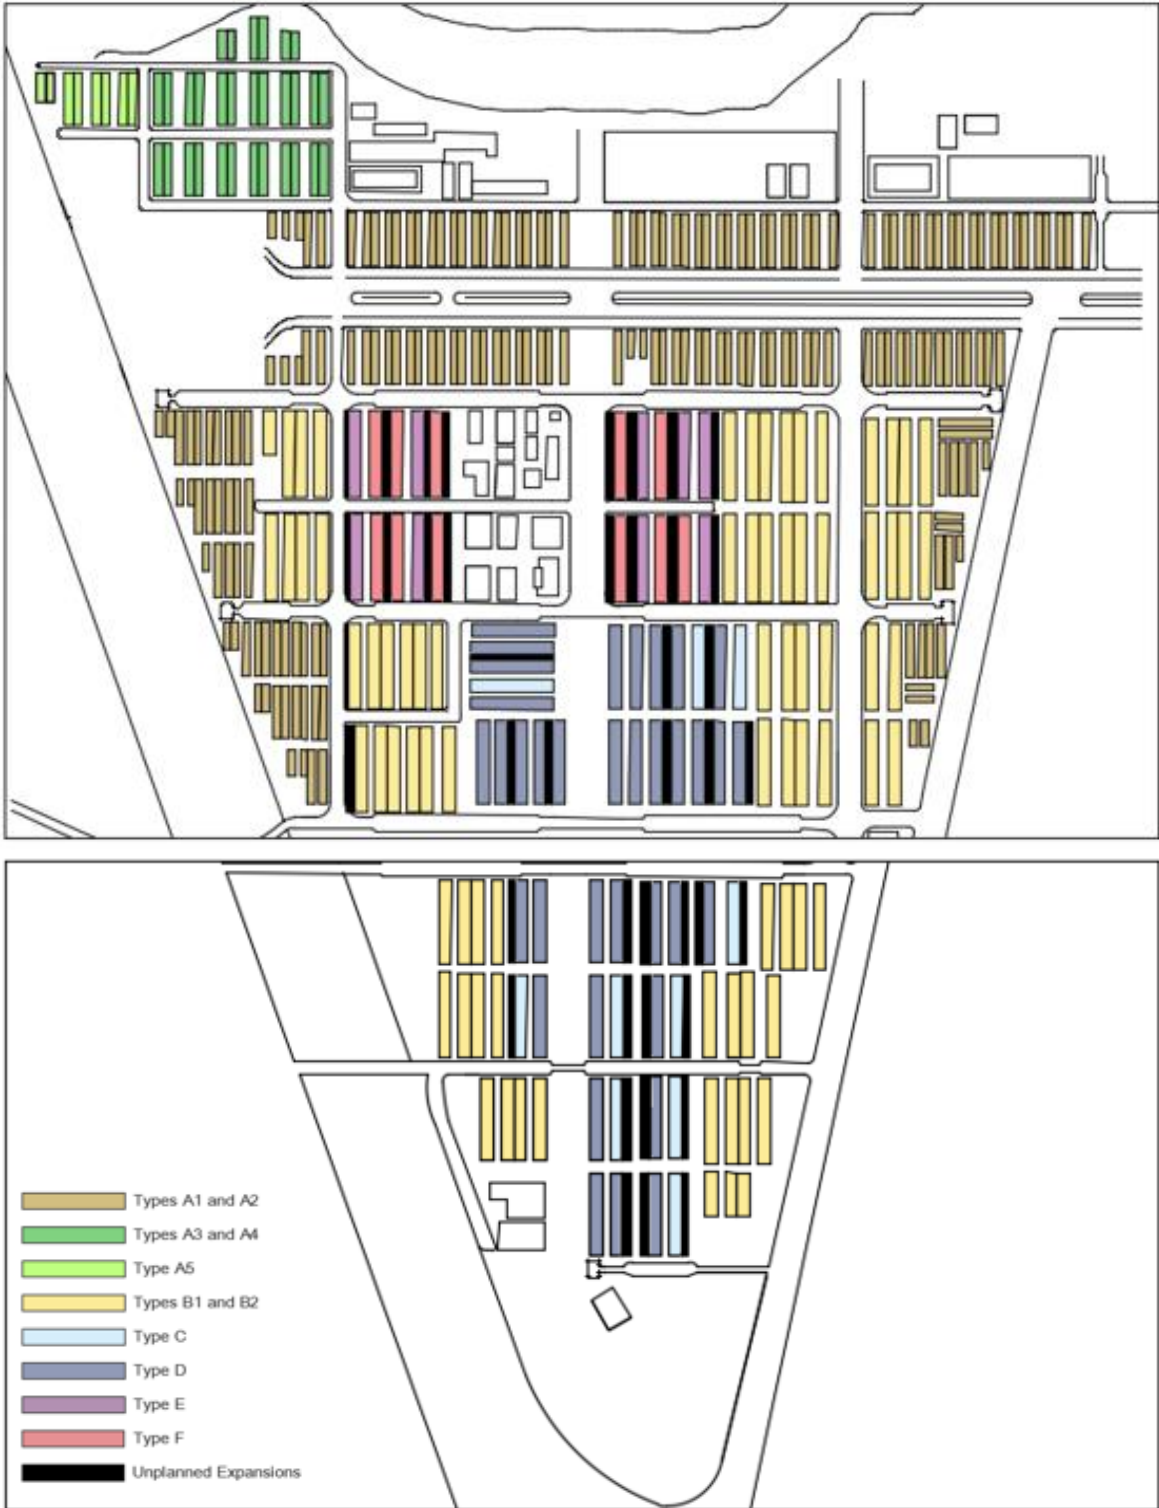 Types A1 and A2
Types A3 and A4
Type A5
Types B1 and B2
Type C
Type D
Type E
Type F
Unplanned Expansions